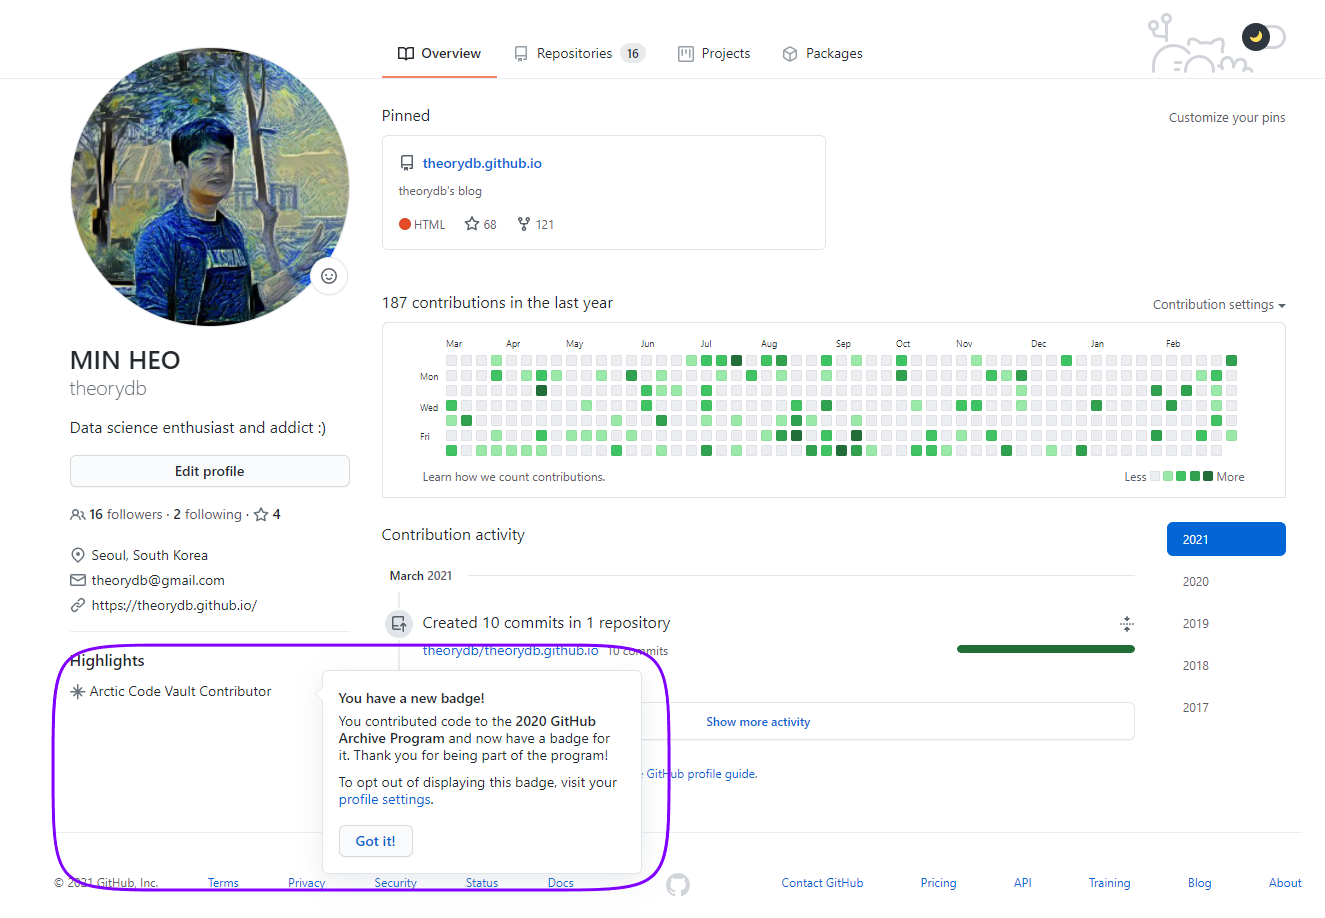 Overview
Repositories 16
Projects
Packages
Pinned
Customize your pins
theorydb.github.io
theorydb's blog
HTML 68 121
187 contributions in the last year
Contribution settings
Mar Apr May Jun Jul Aug Sep Oct Nov Dec Jan Feb
Mon
Wed
Fri
Learn how we count contributions.
Less More
MIN HEO
theorydb
Data science enthusiast and addict :)
Edit profile
16 followers · 2 following · 4
Seoul, South Korea
theorydb@gmail.com
https://theorydb.github.io/
Highlights
Arctic Code Vault Contributor
Contribution activity
2021
2020
2019
2018
2017
March 2021
Created 10 commits in 1 repository
theorydb/theorydb.github.io 10 commits
Show more activity
GitHub profile guide.
You have a new badge!
You contributed code to the 2020 GitHub
Archive Program and now have a badge for
it. Thank you for being part of the program!
To opt out of displaying this badge, visit your
profile settings.
Got it!
© 2021 GitHub, Inc.
Terms
Privacy
Security
Status
Docs
Contact GitHub
Pricing
API
Training
Blog
About